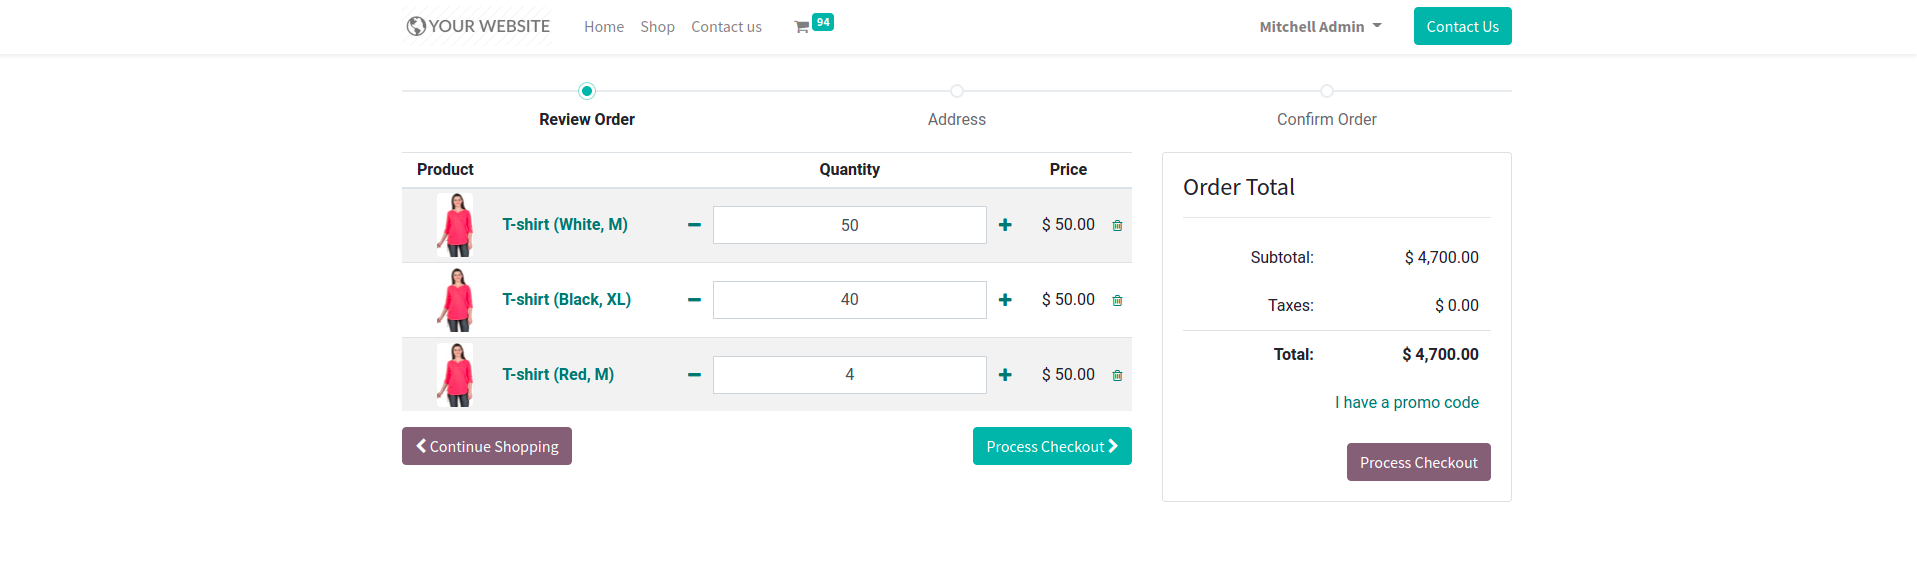 YOUR WEBSITE Home Shop Contact us 94 Mitchell Admin Contact Us
Review Order Address Confirm Order
Product Quantity Price
T-shirt (White, M) 50 $ 50.00
T-shirt (Black, XL) 40 $ 50.00
T-shirt (Red, M) 4 $ 50.00
Continue Shopping Process Checkout
Order Total
Subtotal: $ 4,700.00
Taxes: $ 0.00
Total: $ 4,700.00
I have a promo code
Process Checkout